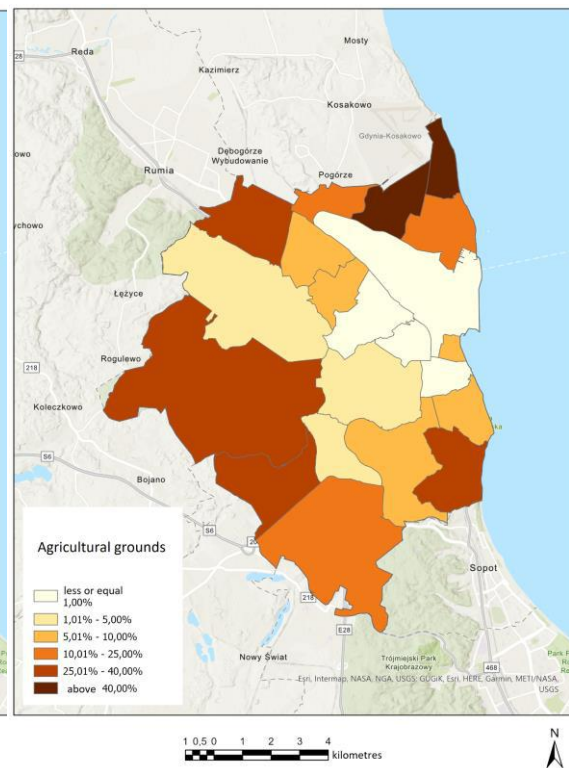 Mosty
28
Reda
Kazimierz
Kosakowo
Gdynia-Kosakowo
owo
Dębogórze
Wybudowanie
Rumia
Pogórze
ychowo
Łężyce
Rogulewo
218
Koleczkowo
S6
Bojano
S6
20
Agricultural grounds
less or equal
1,00%
1,01% - 5,00%
5,01% - 10,00%
10,01% - 25,00%
25,01% - 40,00%
above 40,00%
Sopot
218
E28
Nowy Świat
Trójmiejski Park
Krajobrazowy
468
Esri, Intermap, NASA, NGA, USGS; GUGiK, Esri, HERE, Garmin, METI/NASA,
USGS
1 0,5 0 1 2 3 4
kilometres
N